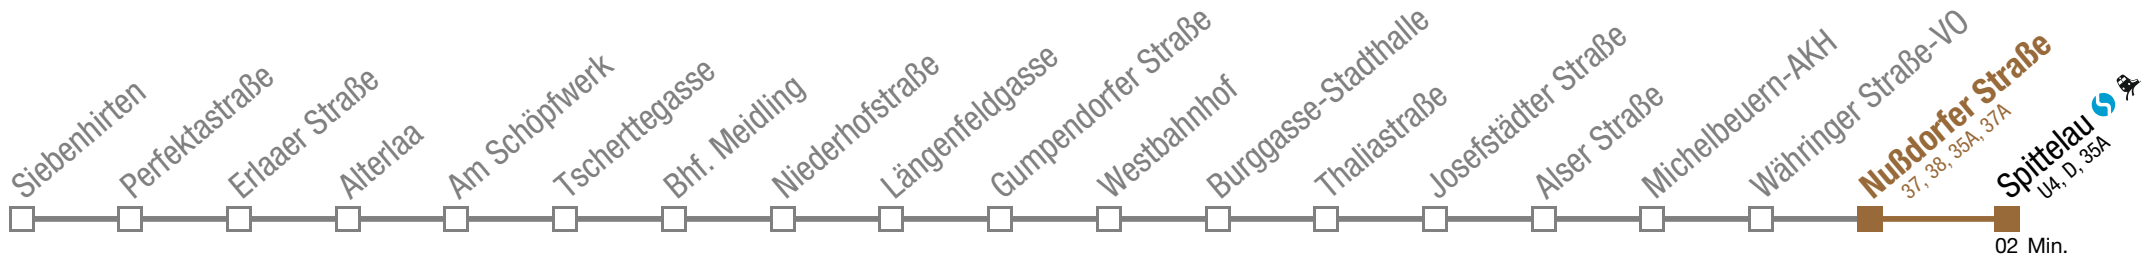 Siebenhirten
Perfektastraße
Erlaaer Straße
Alterlaa
Am Schöpfwerk
Tscherttegasse
Bhf. Meidling
Niederhofstraße
Längenfeldgasse
Gumpendorfer Straße
Westbahnhof
Burggasse-Stadthalle
Thaliastraße
Josefstädter Straße
Alser Straße
Michelbeuern-AKH
Währinger Straße-VO
Nußdorfer Straße
37, 38, 35A, 37A
Spittelau
U4, D, 35A
02 Min.